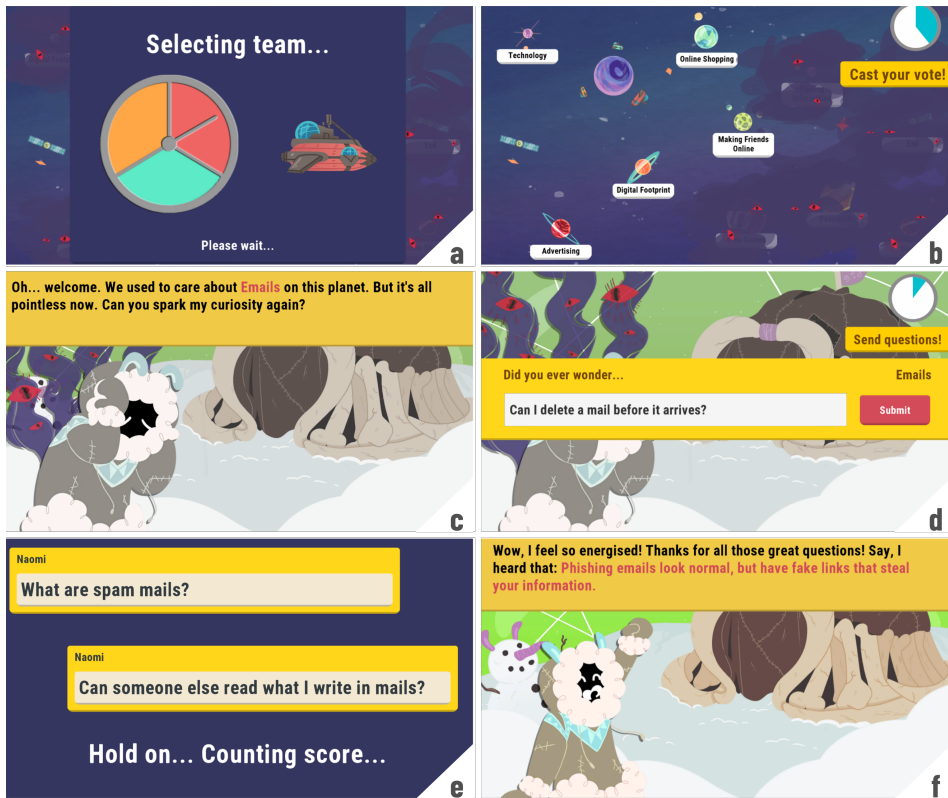 Selecting team...
Please wait...
a
Technology
Online Shopping
Cast your vote!
Making Friends
Online
Digital Footprint
Advertising
b
Oh... welcome. We used to care about Emails on this planet. But it's all
pointless now. Can you spark my curiosity again?
c
Send questions!
Did you ever wonder...
Emails
Can I delete a mail before it arrives?
Submit
d
Naomi
What are spam mails?
Naomi
Can someone else read what I write in mails?
Hold on... Counting score...
e
Wow, I feel so energised! Thanks for all those great questions! Say, I
heard that: Phishing emails look normal, but have fake links that steal
your information.
f